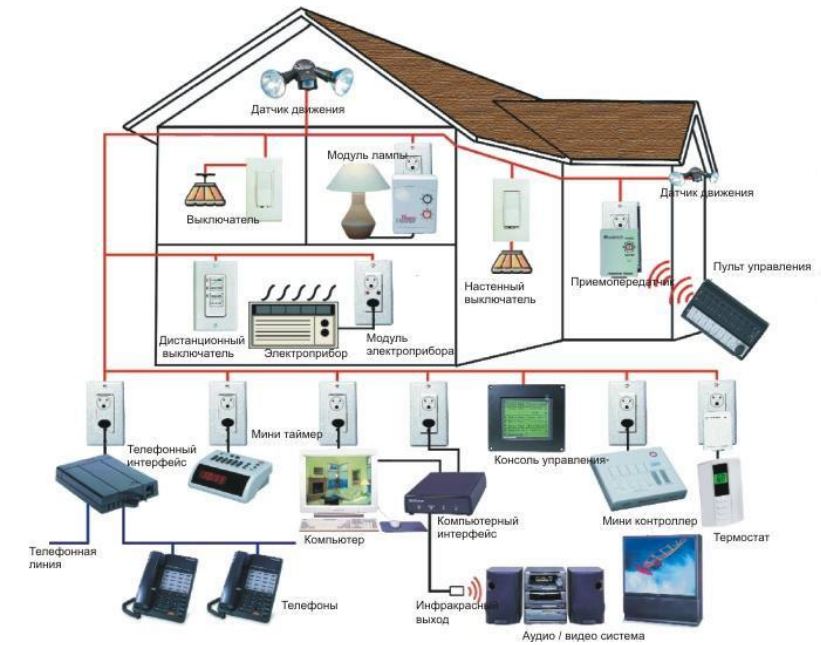 Датчик движения
Модуль лампы
Выключатель
Датчик движения
Пульт управления
Настенный
выключатель
Приемопередатчик
Дистанционный
выключатель
Электроприбор
Модуль
электроприбора
Мини таймер
Телефонный
интерфейс
Консоль управления
Компьютерный
интерфейс
Мини контроллер
Термостат
Компьютер
Телефонная
линия
Телефоны
Инфракрасный
выход
Аудио / видео система